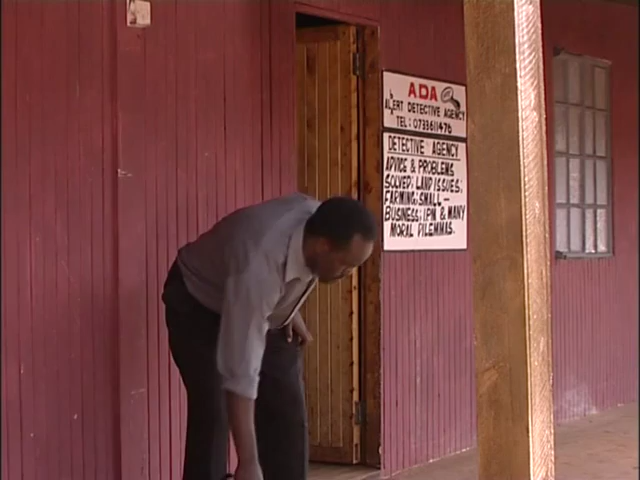 ADA
ALERT DETECTIVE AGENCY
TEL: 0733611476
DETECTIVE AGENCY
ADVICE & PROBLEMS
SOLVED; LAND ISSUES;
FARMING; SMALL-
BUSINESS; IPN & MANY
MORAL DILEMMAS.